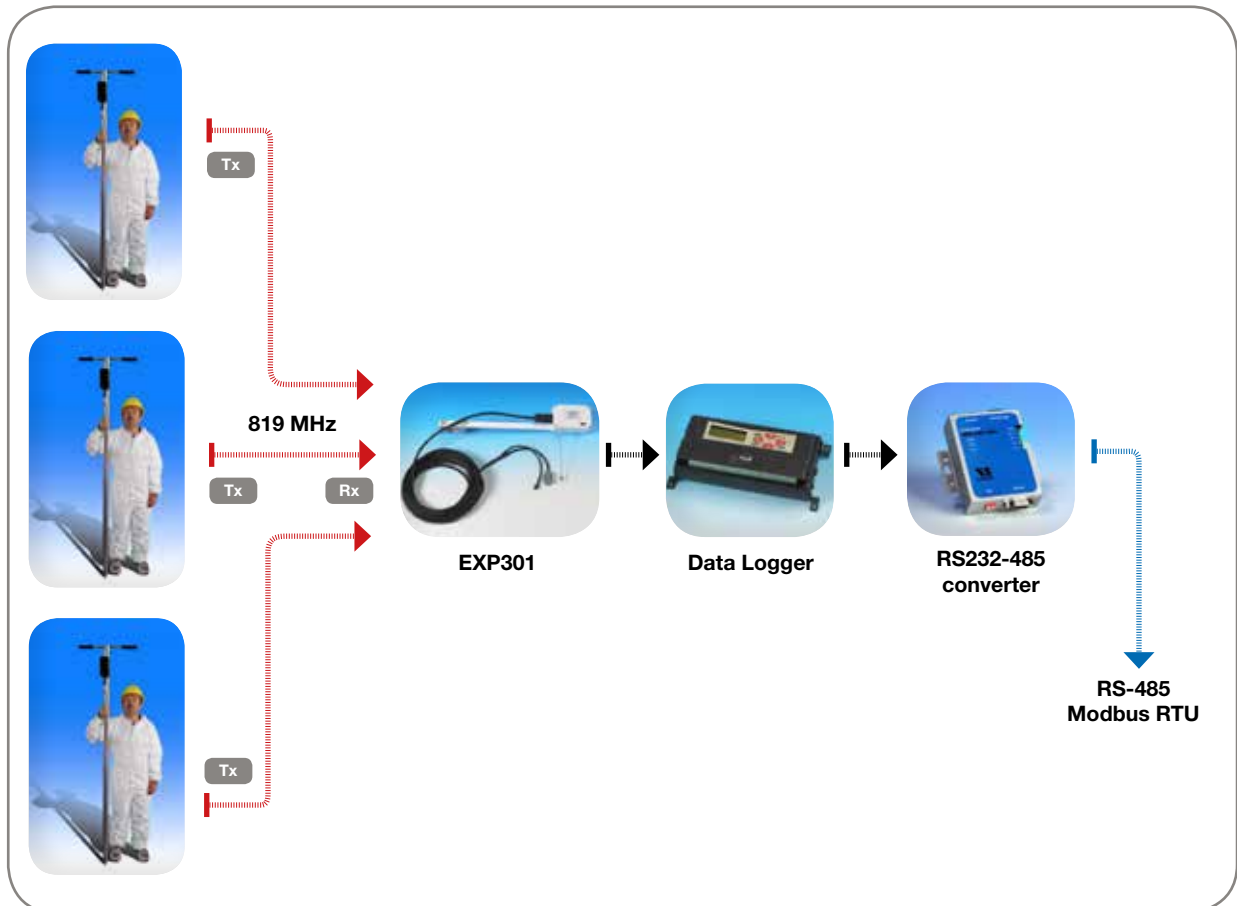 Tx
819 MHz
Tx
Rx
EXP301
Data Logger
RS232-485
converter
Tx
RS-485
Modbus RTU